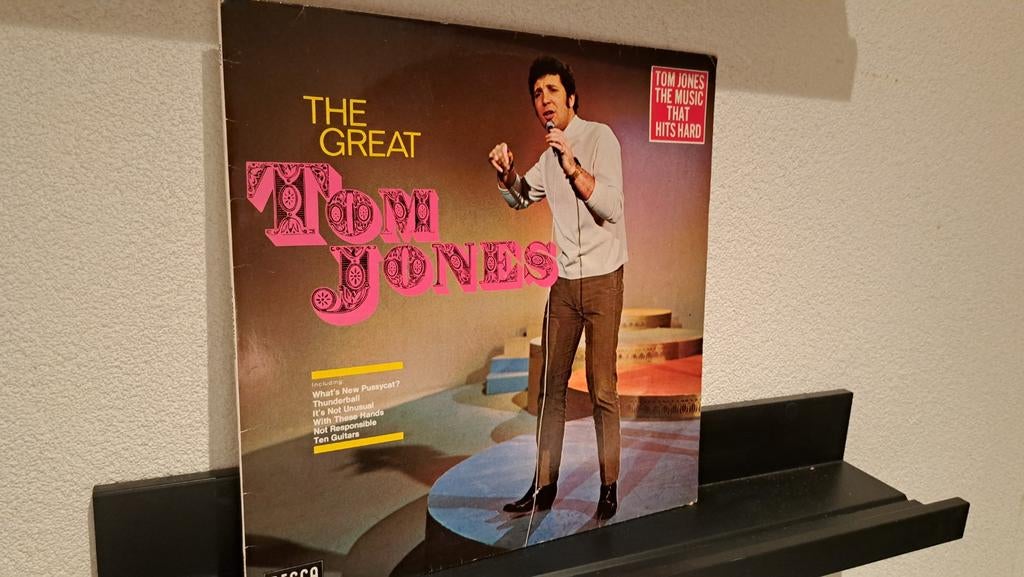 THE
GREAT
TOM
JONES
TOM JONES
THE MUSIC
THAT
HITS HARD
Including:
What's New Pussycat?
Thunderball
It's Not Unusual
With These Hands
Not Responsible
Ten Guitars
DECCA